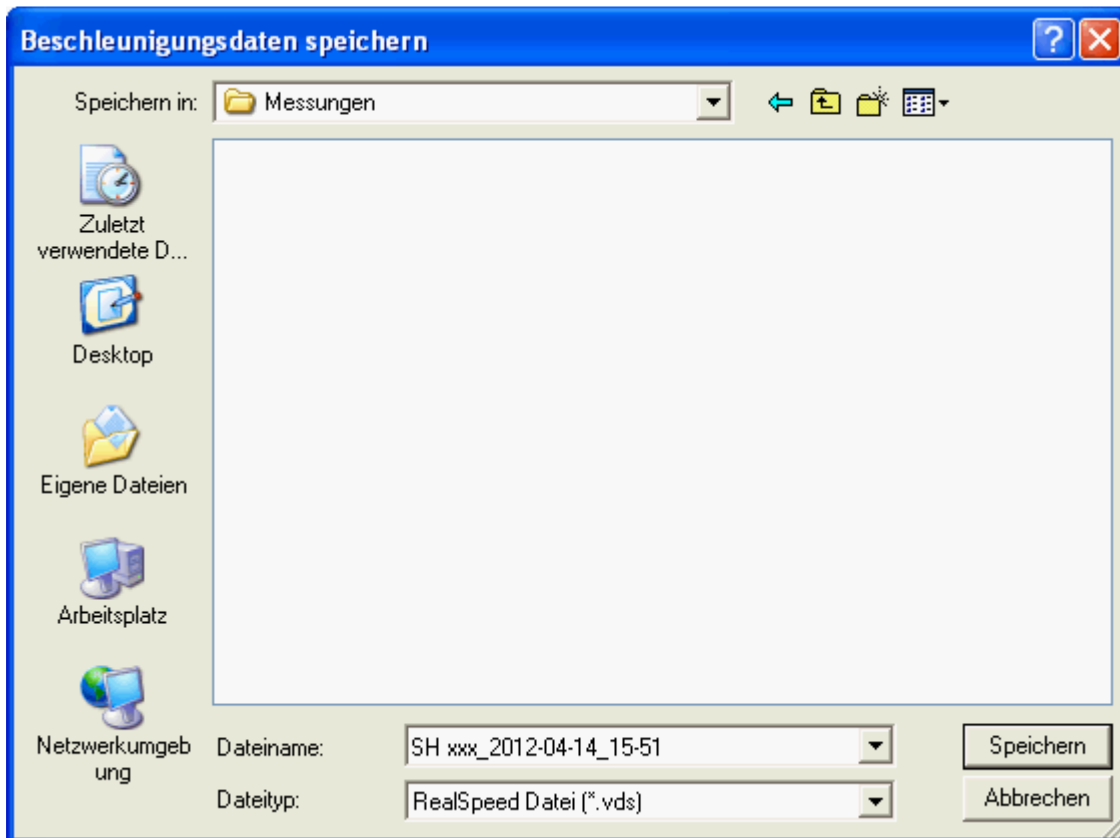 Beschleunigungsdaten speichern
Speichern in:
Messungen
Zuletzt
verwendete D...
Desktop
Eigene Dateien
Arbeitsplatz
Netzwerkumgeb
ung
Dateiname:
SH xxx_2012-04-14_15-51
Speichern
Dateityp:
RealSpeed Datei (*.vds)
Abbrechen